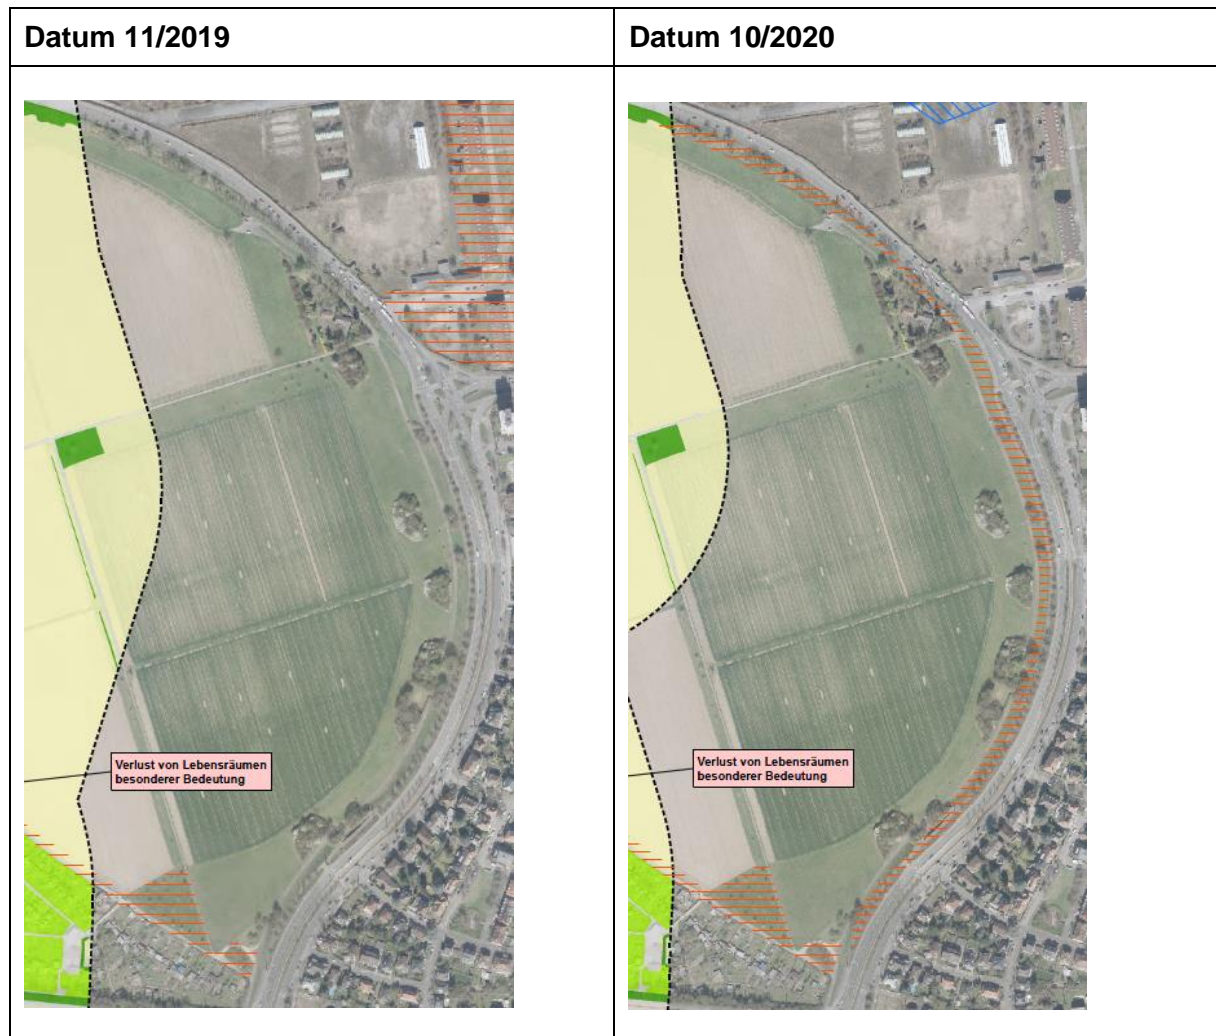 Datum 11/2019
Datum 10/2020
Verlust von Lebensräumen
besonderer Bedeutung
Verlust von Lebensräumen
besonderer Bedeutung